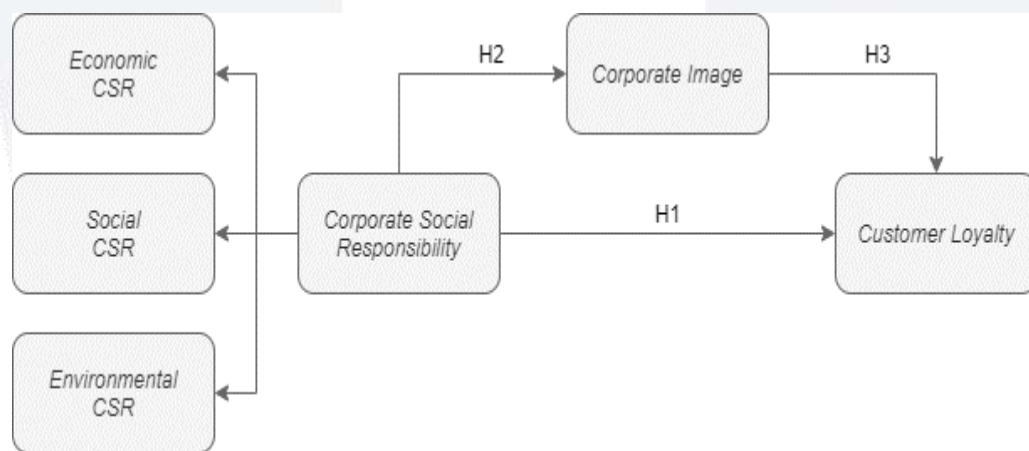 Economic
CSR
H2
Corporate Image
H3
Social
CSR
Corporate Social
Responsibility
H1
Customer Loyalty
Environmental
CSR